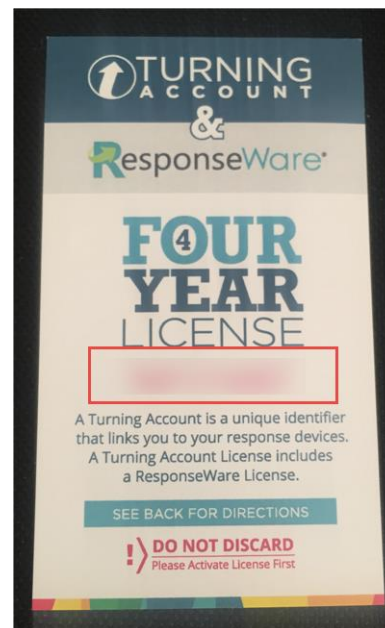 TURNING
ACCOUNT
&
ResponseWare®
FOUR
4
YEAR
LICENSE
A Turning Account is a unique identifier
that links you to your response devices.
A Turning Account License includes
a ResponseWare License.
SEE BACK FOR DIRECTIONS
! DO NOT DISCARD
Please Activate License First